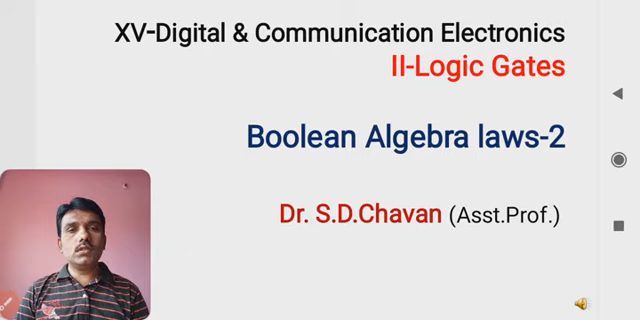 XV-Digital & Communication Electronics
II-Logic Gates
Boolean Algebra laws-2
Dr. S.D.Chavan (Asst.Prof.)